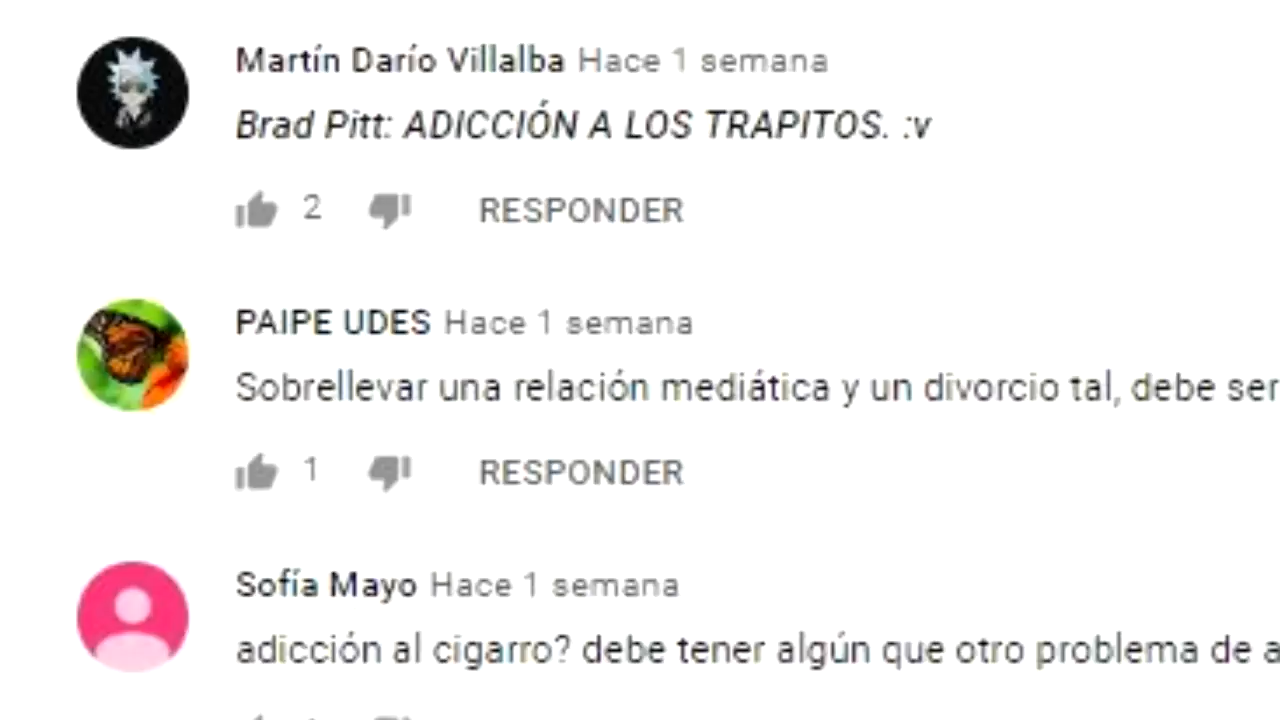 Martín Darío Villalba Hace 1 semana
Brad Pitt: ADICCIÓN A LOS TRAPITOS. :v
2 RESPONDER
PAIPE UDES Hace 1 semana
Sobrellevar una relación mediática y un divorcio tal, debe ser
1 RESPONDER
Sofía Mayo Hace 1 semana
adicción al cigarro? debe tener algún que otro problema de a